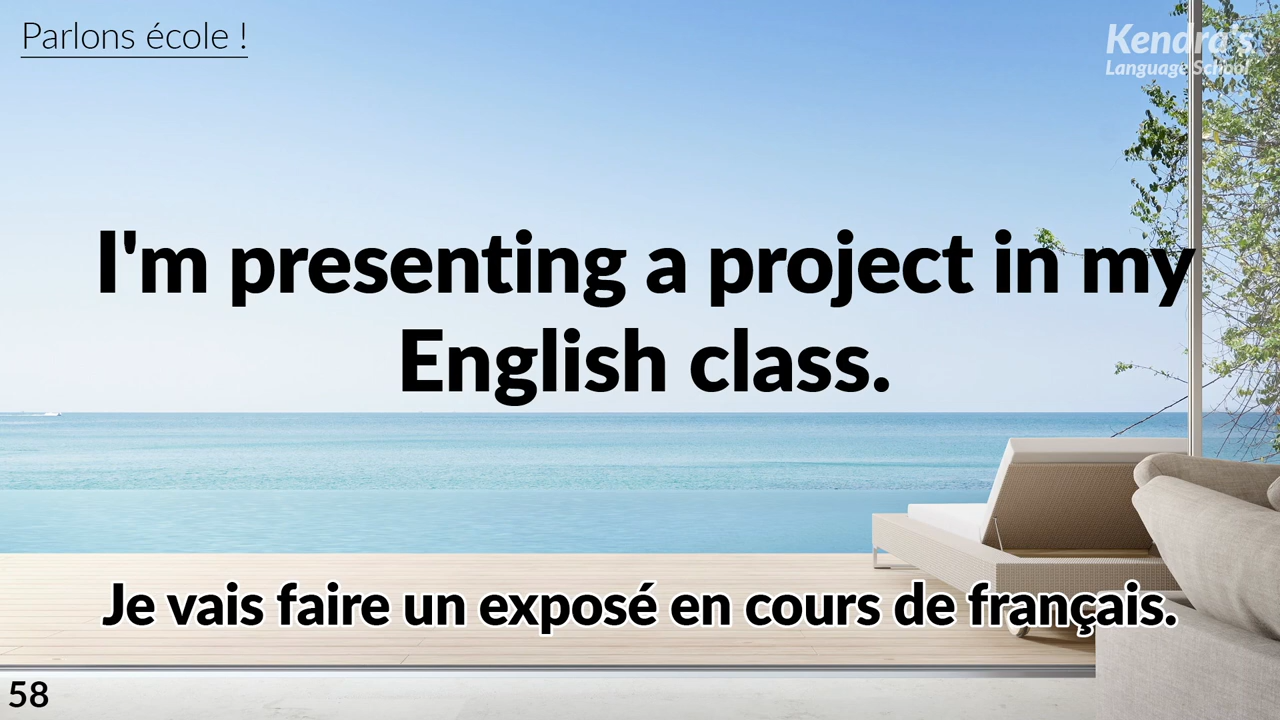 Parlons école !
Kendra's
Language School
I'm presenting a project in my
English class.
Je vais faire un exposé en cours de français.
58